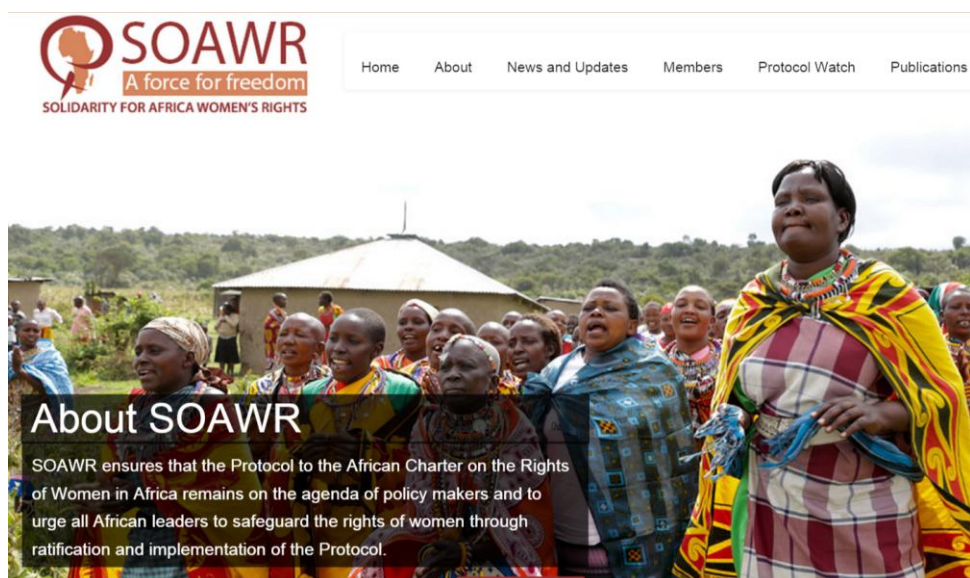 SOAWR
A force for freedom
SOLIDARITY FOR AFRICA WOMEN'S RIGHTS
Home About News and Updates Members Protocol Watch Publications
About SOAWR
SOAWR ensures that the Protocol to the African Charter on the Rights
of Women in Africa remains on the agenda of policy makers and to
urge all African leaders to safeguard the rights of women through
ratification and implementation of the Protocol.